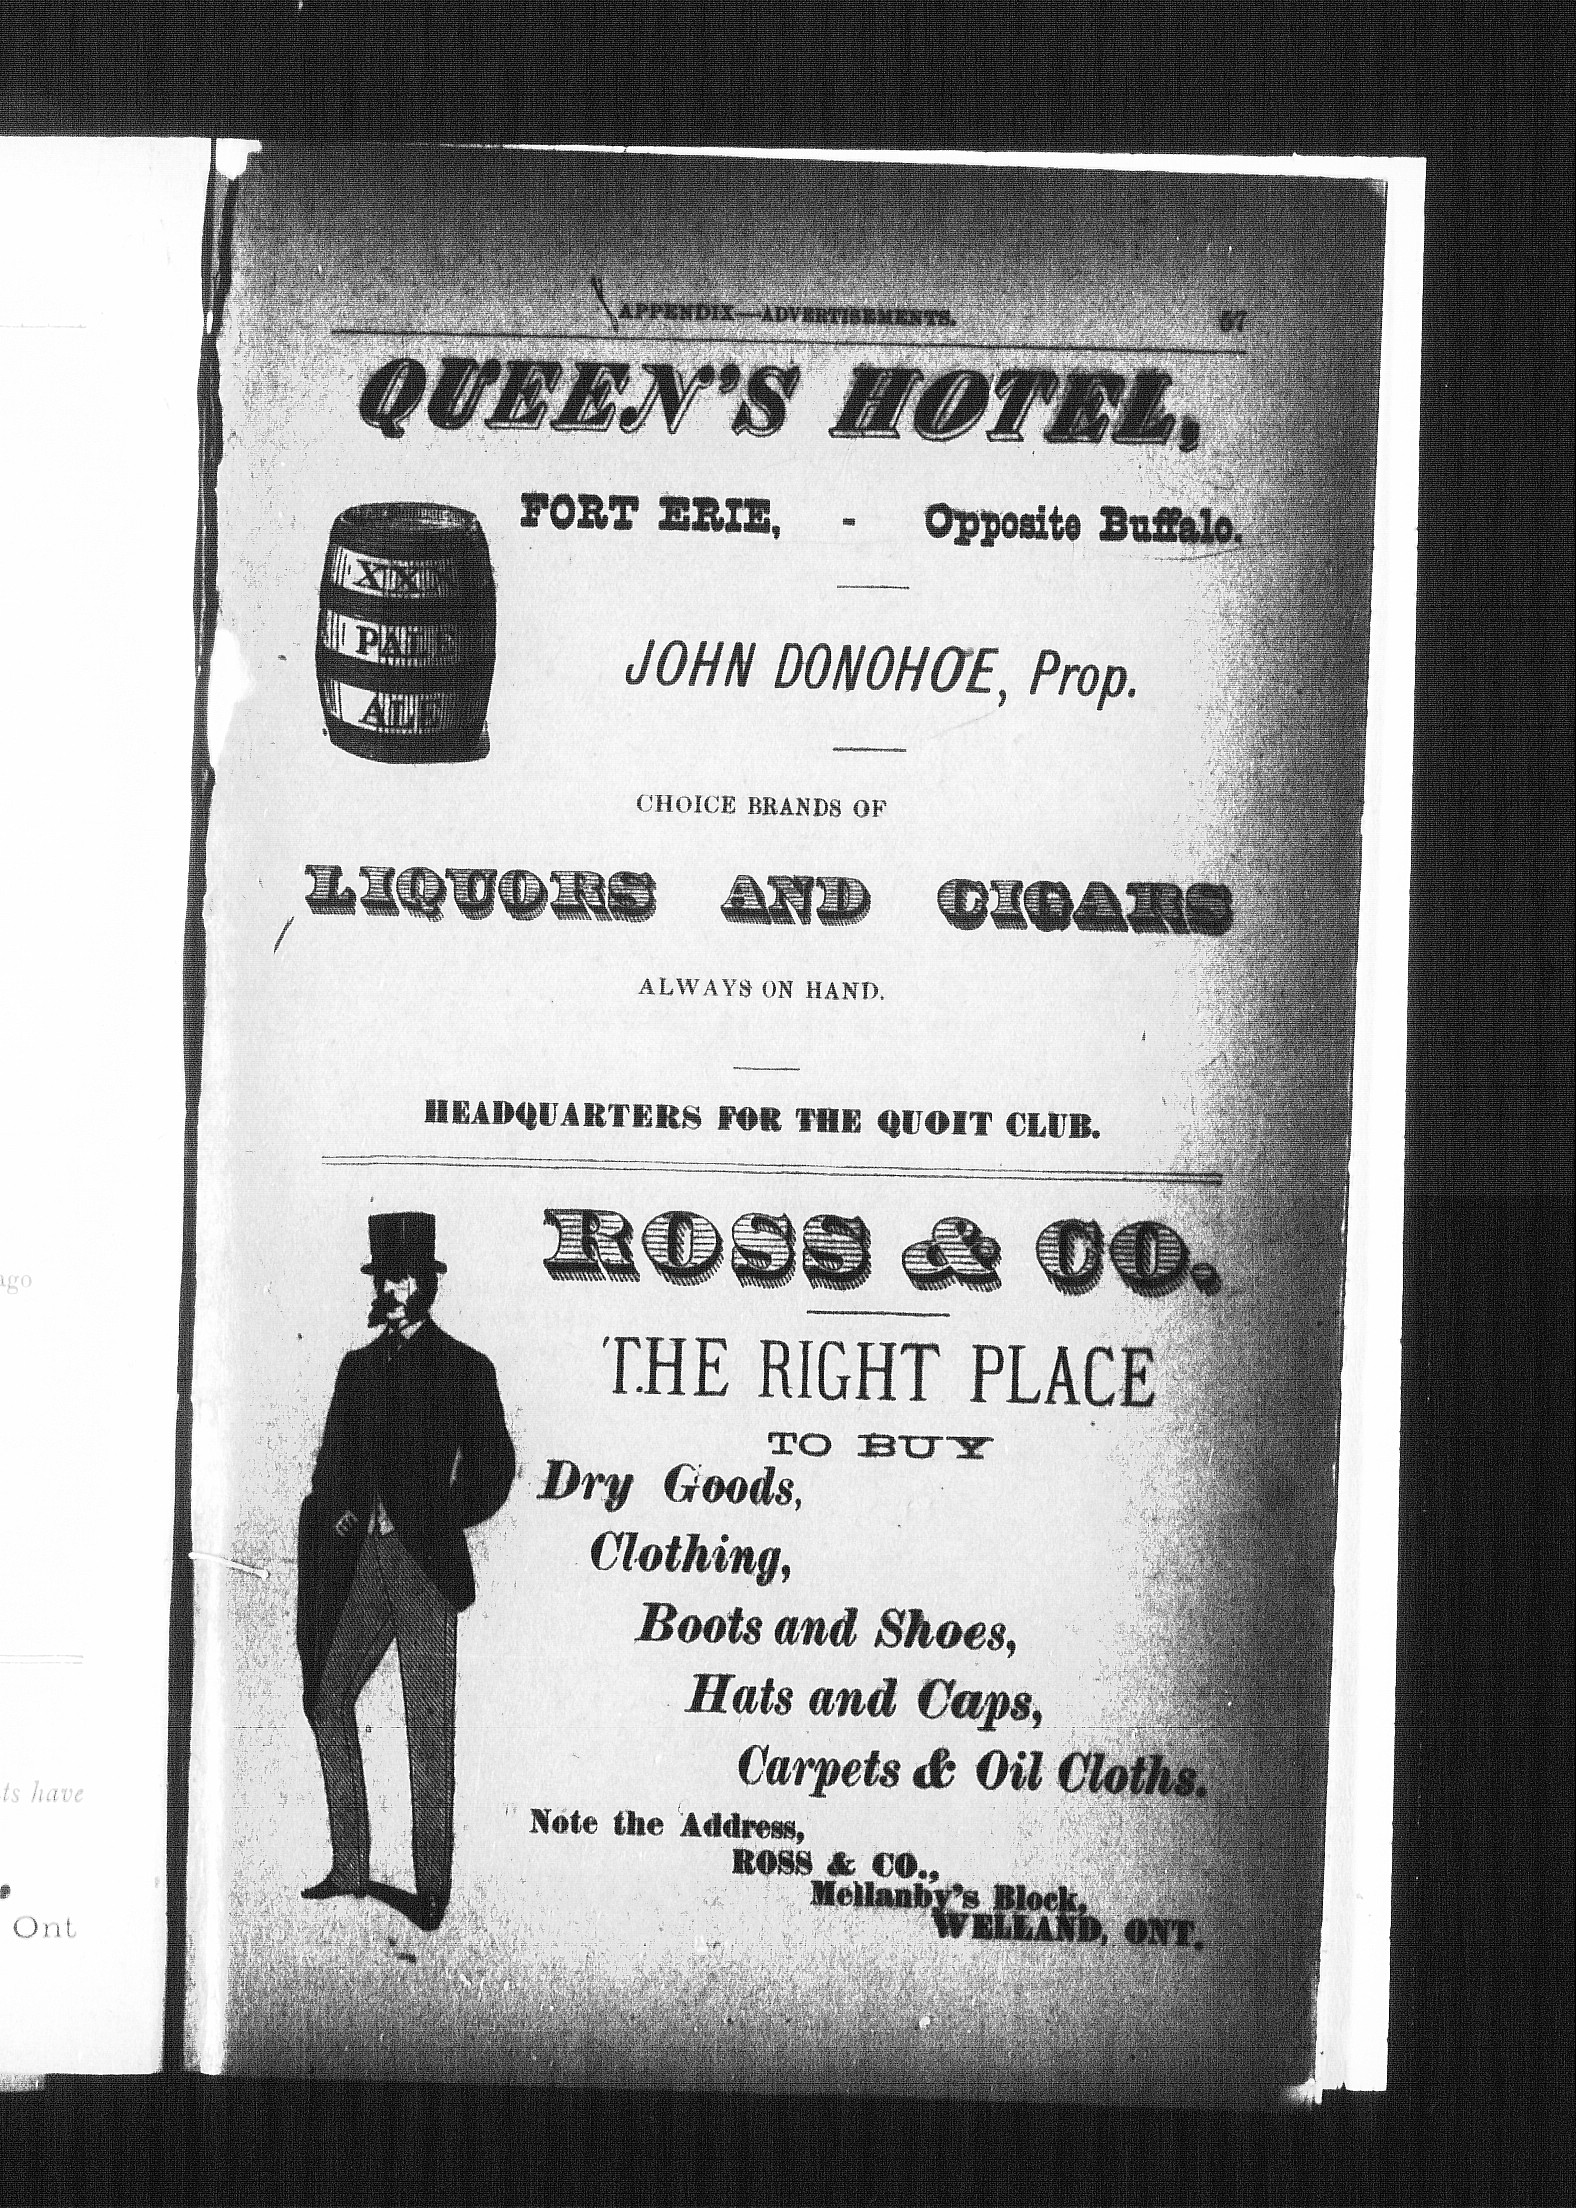 APPENDIX—ADVERTISEMENTS. 57
QUEEN'S HOTEL,
FORT ERIE, - Opposite Buffalo.
XXX
PALE
ALE
JOHN DONOHOE, Prop.
CHOICE BRANDS OF
LIQUORS AND CIGARS
ALWAYS ON HAND.
HEADQUARTERS FOR THE QUOIT CLUB.
ROSS & CO.
THE RIGHT PLACE
TO BUY
Dry Goods,
Clothing,
Boots and Shoes,
Hats and Caps,
Carpets & Oil Cloths.
Note the Address,
ROSS & CO.,
Mellanby's Block,
WELLAND, ONT.
ago
ts have
Ont